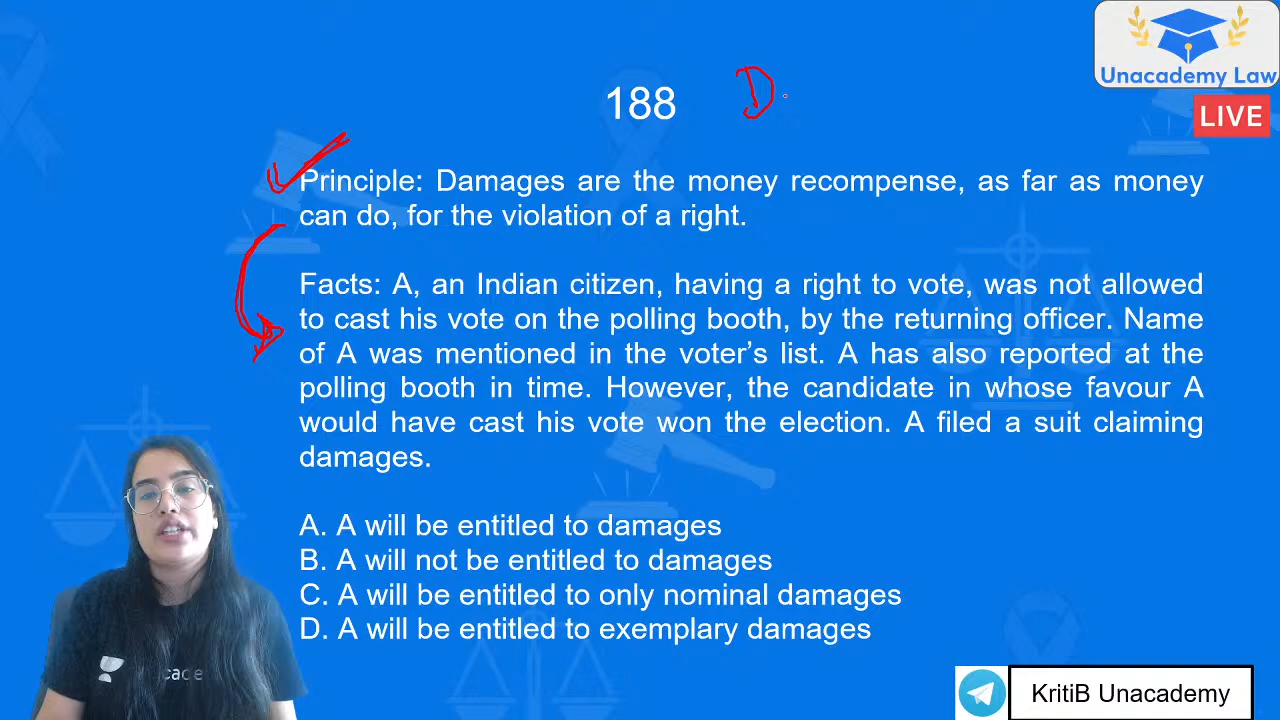 Unacademy Law
LIVE
188 D
Principle: Damages are the money recompense, as far as money
can do, for the violation of a right.
Facts: A, an Indian citizen, having a right to vote, was not allowed
to cast his vote on the polling booth, by the returning officer. Name
of A was mentioned in the voter’s list. A has also reported at the
polling booth in time. However, the candidate in whose favour A
would have cast his vote won the election. A filed a suit claiming
damages.
A. A will be entitled to damages
B. A will not be entitled to damages
C. A will be entitled to only nominal damages
D. A will be entitled to exemplary damages
KritiB Unacademy